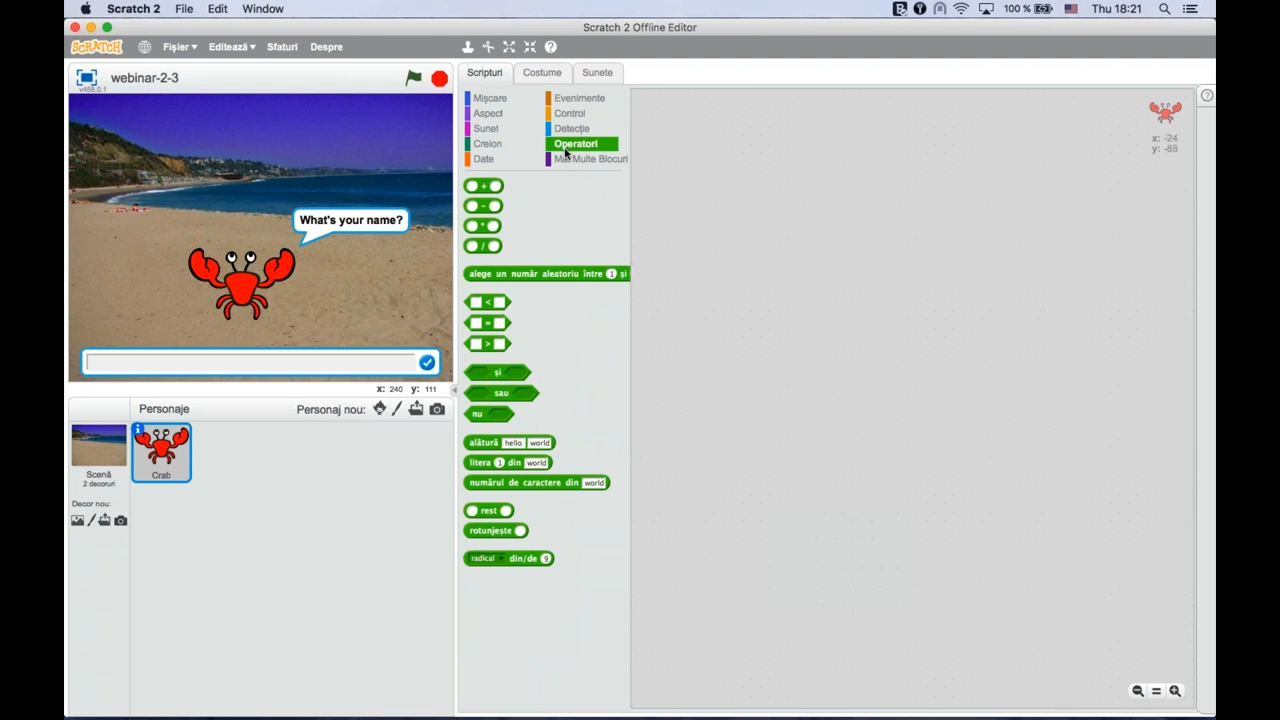 Scratch 2 File Edit Window
100 % Thu 18:21
Scratch 2 Offline Editor
SCRATCH Fișier Editează Sfaturi Despre
webinar-2-3
v458.0.1
Scripturi Costume Sunete
Mișcare Evenimente
Aspect Control
Sunet Detecție
Creion Operatori
Date Mai Multe Blocuri
+
-
*
/
alege un număr aleatoriu între 1 și
<
=
>
și
sau
nu
alătură hello world
litera 1 din world
numărul de caractere din world
rest
rotunjește
radical din/de 9
What's your name?
x: 240 y: 111
x: -24
y: -88
Personaje Personaj nou:
Scenă
2 decoruri
Crab
Decor nou: